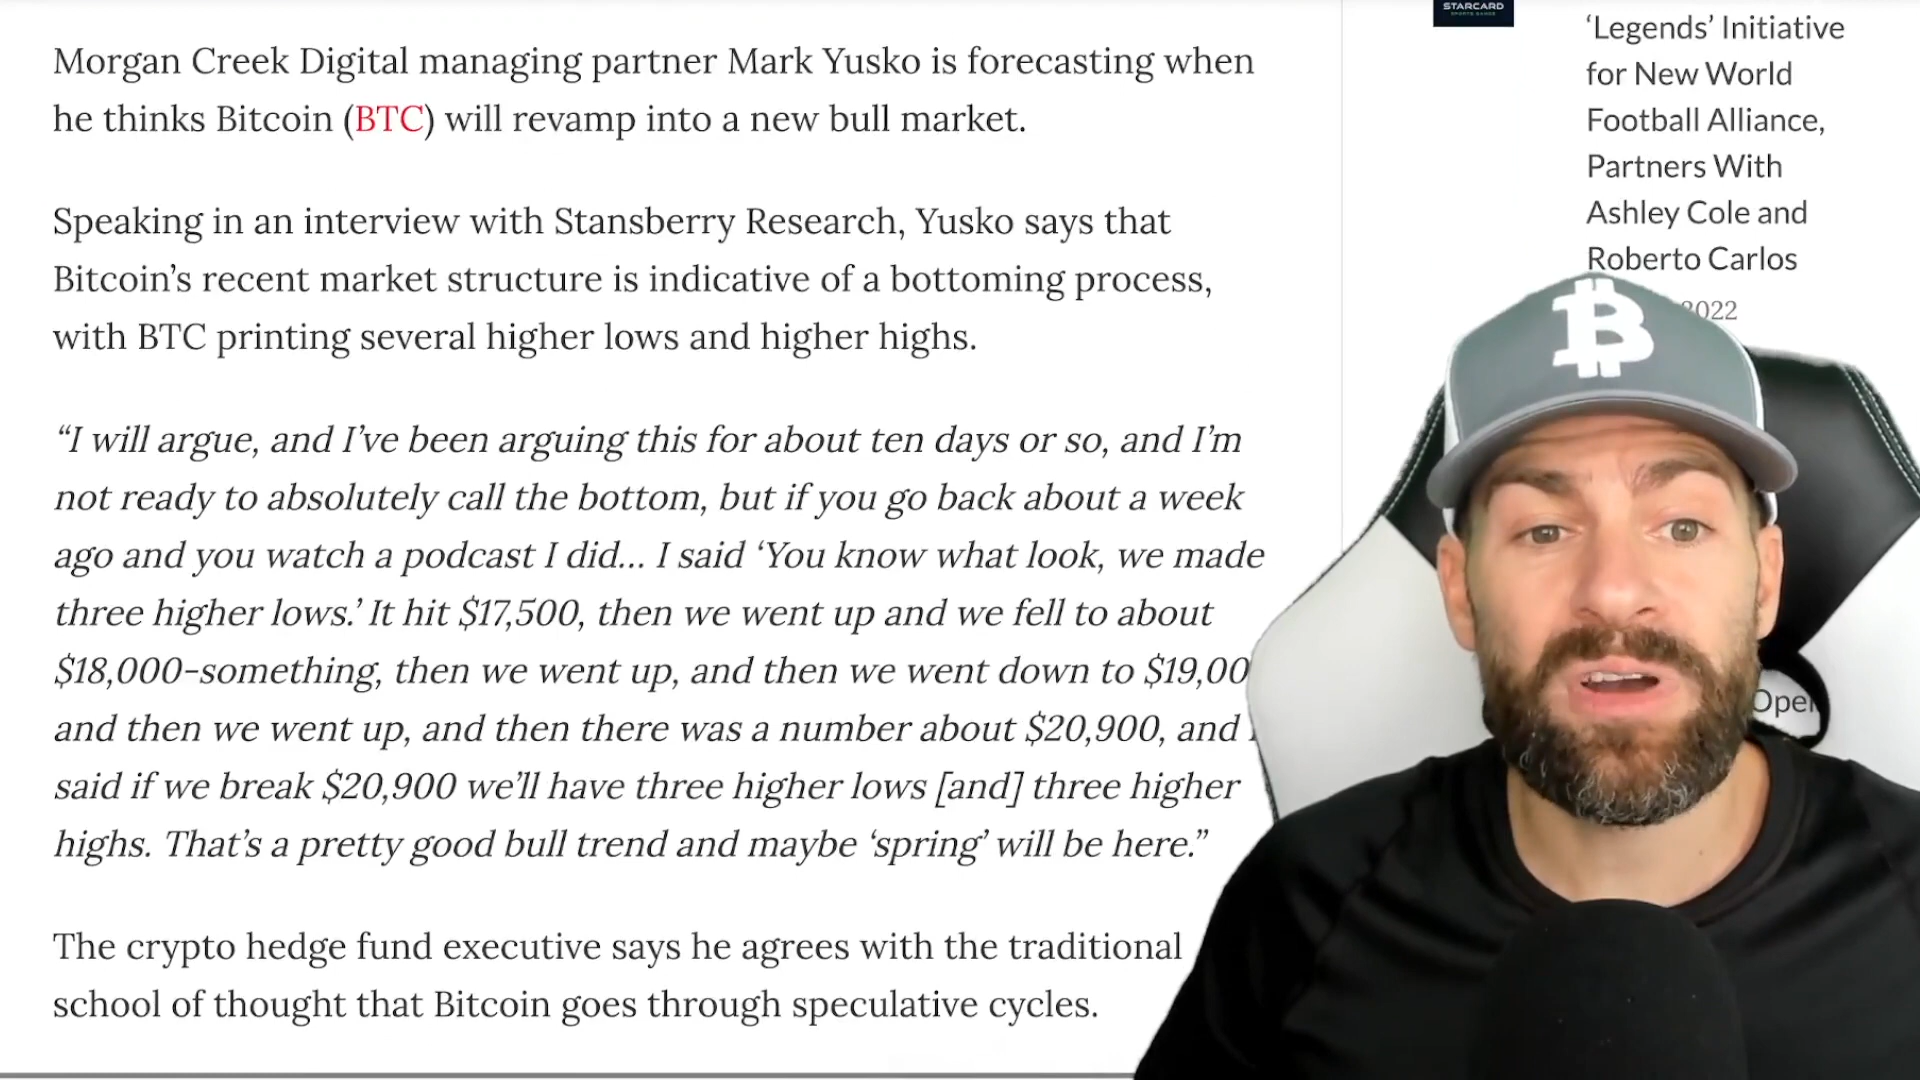 Morgan Creek Digital managing partner Mark Yusko is forecasting when
he thinks Bitcoin (BTC) will revamp into a new bull market.
Speaking in an interview with Stansberry Research, Yusko says that
Bitcoin’s recent market structure is indicative of a bottoming process,
with BTC printing several higher lows and higher highs.
“I will argue, and I’ve been arguing this for about ten days or so, and I’m
not ready to absolutely call the bottom, but if you go back about a week
ago and you watch a podcast I did… I said ‘You know what look, we made
three higher lows.’ It hit $17,500, then we went up and we fell to about
$18,000-something, then we went up, and then we went down to $19,00
and then we went up, and then there was a number about $20,900, and
said if we break $20,900 we’ll have three higher lows [and] three higher
highs. That’s a pretty good bull trend and maybe ‘spring’ will be here.”
The crypto hedge fund executive says he agrees with the traditional
school of thought that Bitcoin goes through speculative cycles.
STARCARD
‘Legends’ Initiative
for New World
Football Alliance,
Partners With
Ashley Cole and
Roberto Carlos
2022